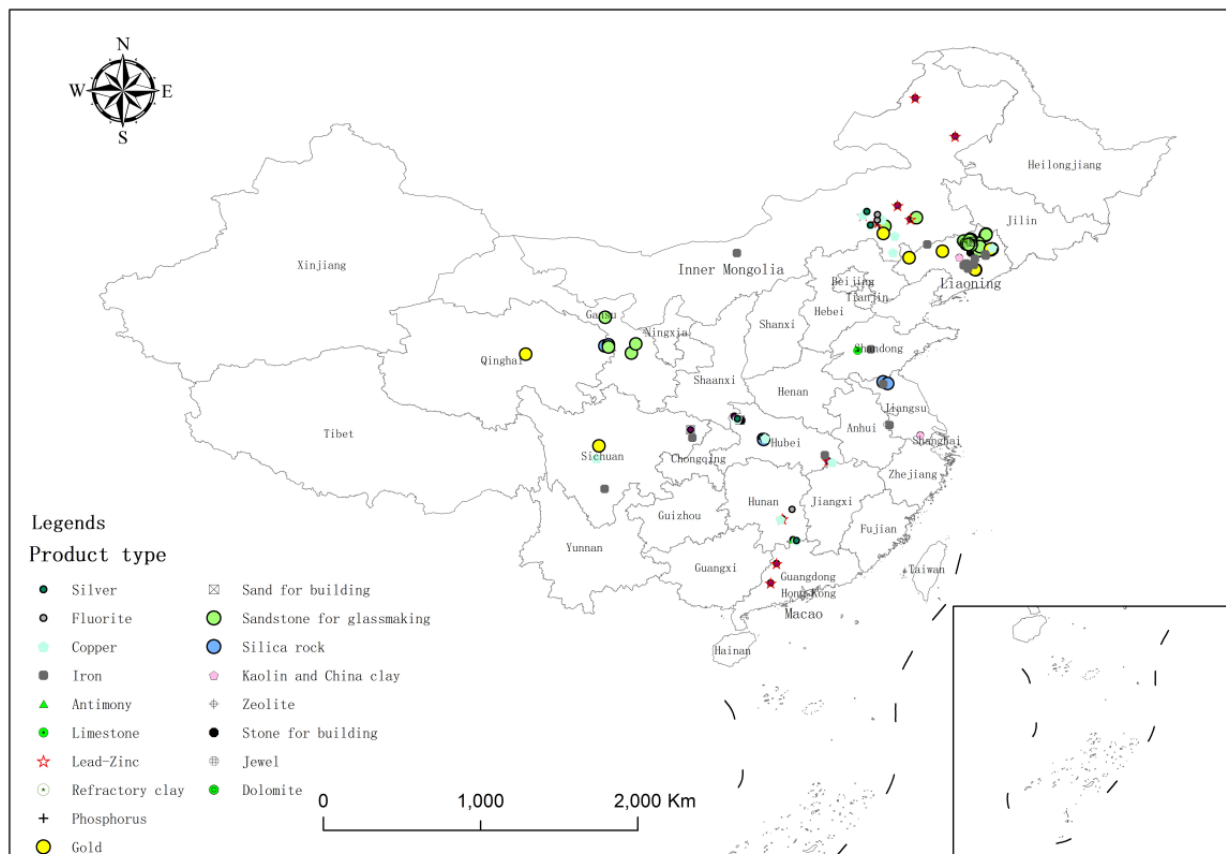 N
W E
S
Heilongjiang
Jilin
Xinjiang
Inner Mongolia
Liaoning
Beijing
Tianjin
Hebei
Gansu
Ningxia
Shanxi
Shandong
Qinghai
Shaanxi
Henan
Jiangsu
Tibet
Anhui
Shanghai
Hubei
Sichuan
Chongqing
Zhejiang
Hunan
Jiangxi
Guizhou
Fujian
Yunnan
Guangxi
Guangdong
Taiwan
Hong Kong
Macao
Hainan
Legends
Product type
Silver
Fluorite
Copper
Iron
Antimony
Limestone
Lead-Zinc
Refractory clay
Phosphorus
Gold
Sand for building
Sandstone for glassmaking
Silica rock
Kaolin and China clay
Zeolite
Stone for building
Jewel
Dolomite
0 1,000 2,000 Km